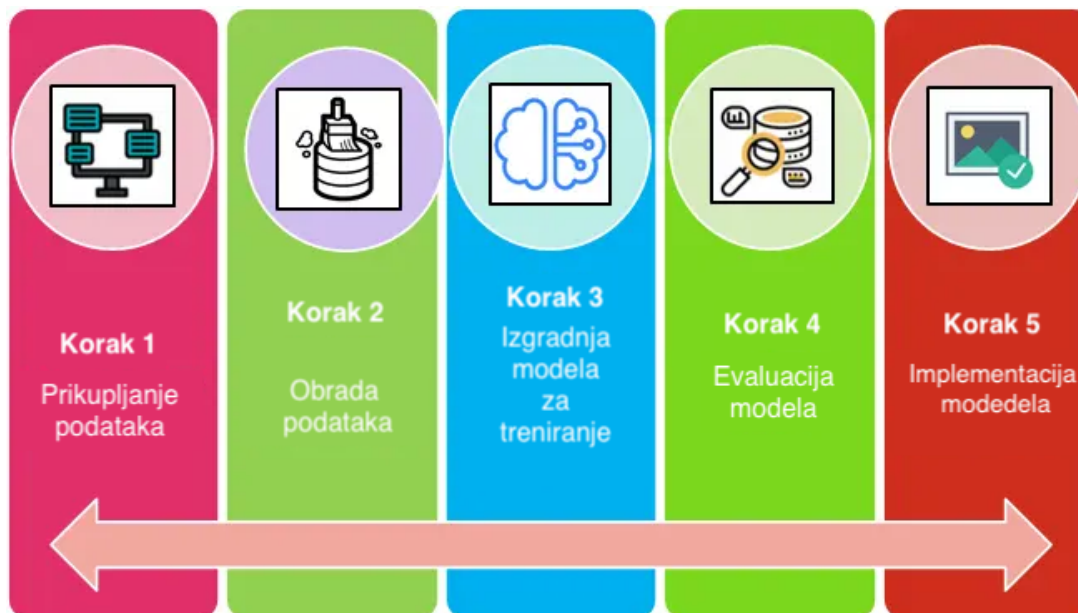 Korak 1
Prikupljanje
podataka
Korak 2
Obrada
podataka
Korak 3
Izgradnja
modela
za
treniranje
Korak 4
Evaluacija
modela
Korak 5
Implementacija
modedela